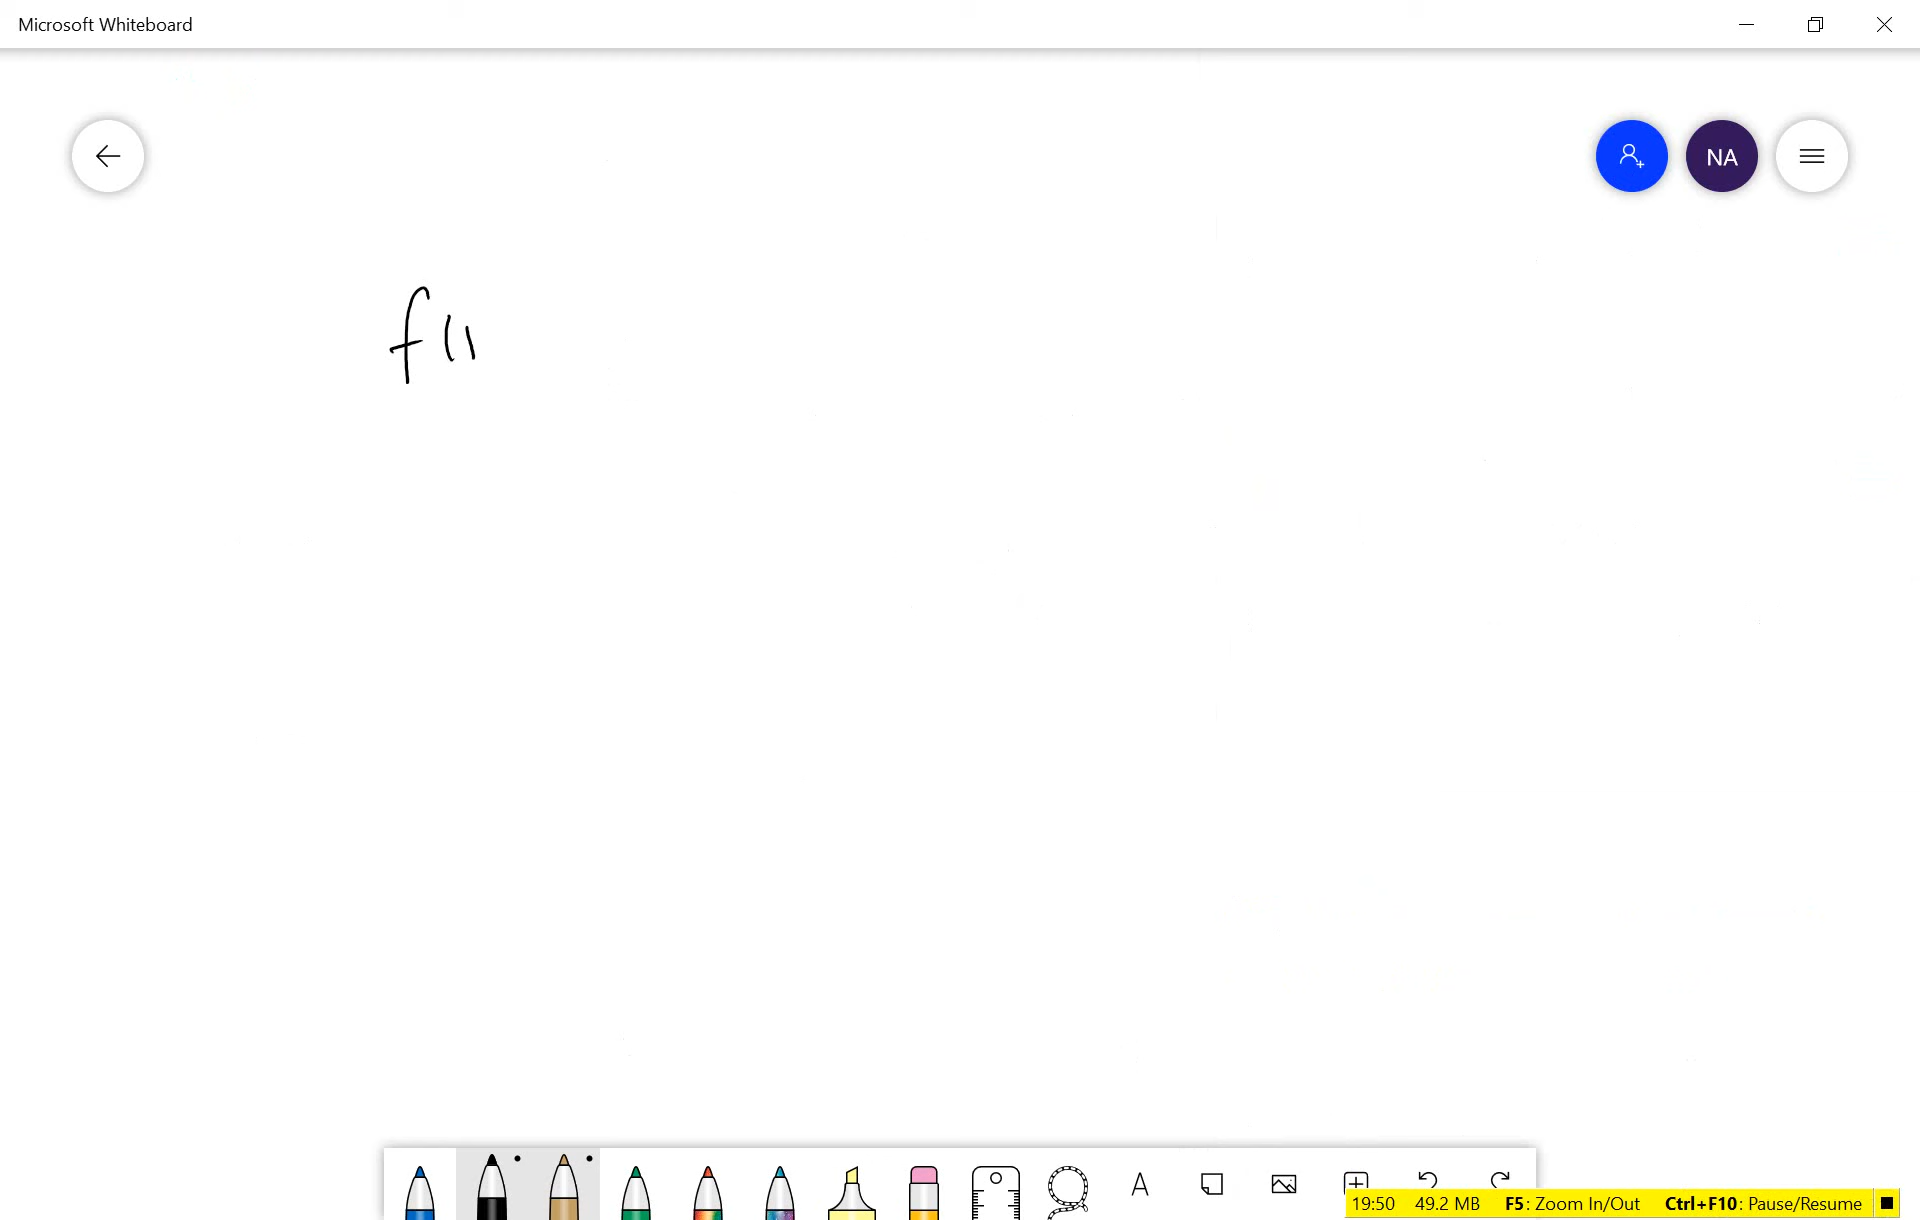 Microsoft Whiteboard
NA
f(1
A
19:50 49.2 MB F5: Zoom In/Out Ctrl+F10: Pause/Resume